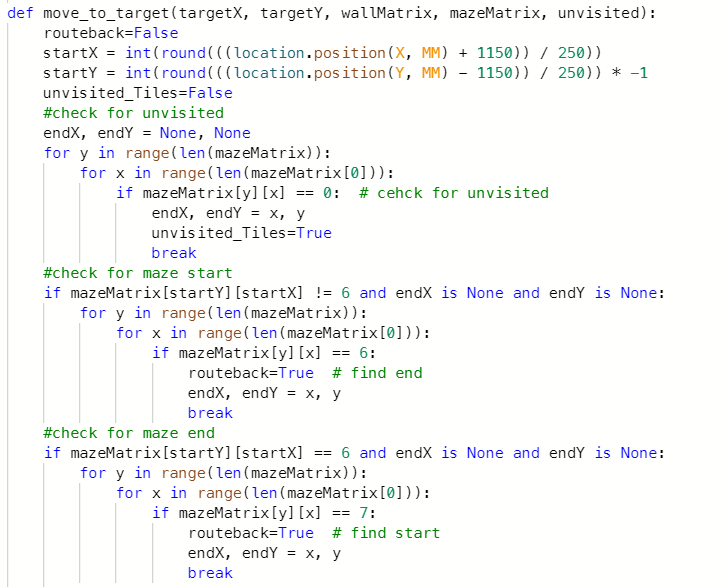 def move_to_target(targetX, targetY, wallMatrix, mazeMatrix, unvisited):
    routeback=False
    startX = int(round(((location.position(X, MM) + 1150)) / 250))
    startY = int(round(((location.position(Y, MM) - 1150)) / 250)) * -1
    unvisited_Tiles=False
    #check for unvisited
    endX, endY = None, None
    for y in range(len(mazeMatrix)):
        for x in range(len(mazeMatrix[0])):
            if mazeMatrix[y][x] == 0:  # cehck for unvisited
                endX, endY = x, y
                unvisited_Tiles=True
                break
    #check for maze start
    if mazeMatrix[startY][startX] != 6 and endX is None and endY is None:
        for y in range(len(mazeMatrix)):
            for x in range(len(mazeMatrix[0])):
                if mazeMatrix[y][x] == 6:
                    routeback=True  # find end
                    endX, endY = x, y
                    break
    #check for maze end
    if mazeMatrix[startY][startX] == 6 and endX is None and endY is None:
        for y in range(len(mazeMatrix)):
            for x in range(len(mazeMatrix[0])):
                if mazeMatrix[y][x] == 7:
                    routeback=True  # find start
                    endX, endY = x, y
                    break